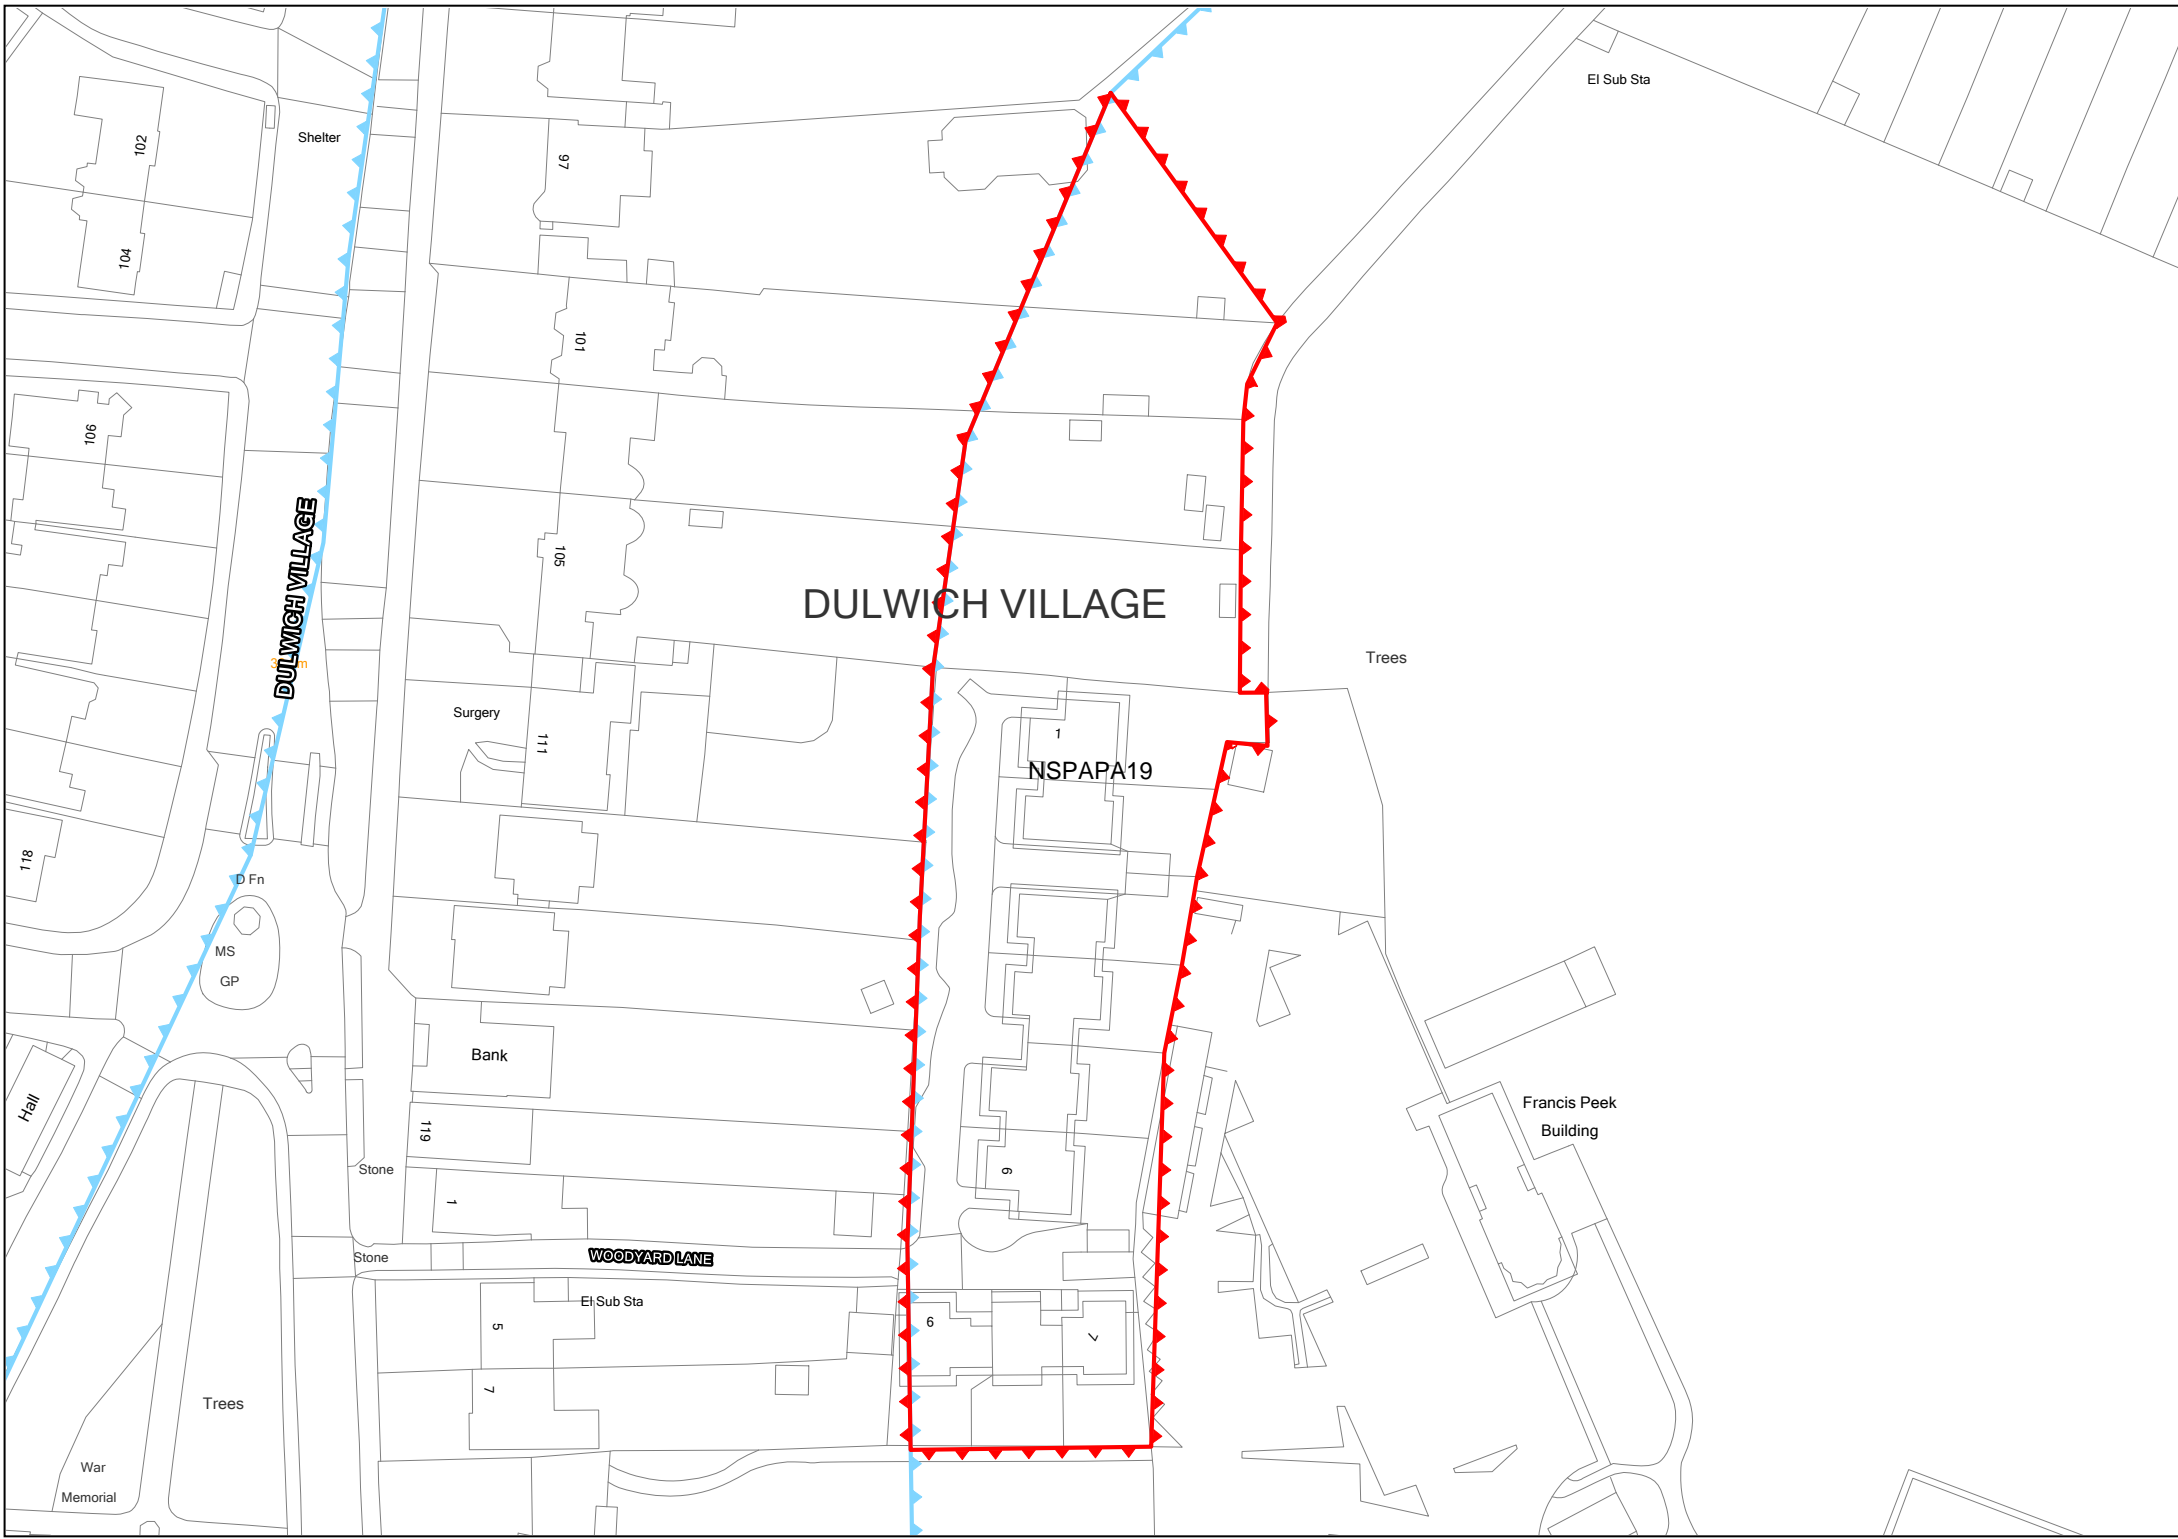 El Sub Sta
Shelter
102
97
104
101
106
DULWICH VILLAGE
105
DULWICH VILLAGE
Trees
Surgery
111
1
NSPAPA19
118
D Fn
MS
GP
Bank
Hall
119
Francis Peek
Building
Stone
6
1
Stone
WOODYARD LANE
El Sub Sta
5
6
7
7
Trees
War
Memorial